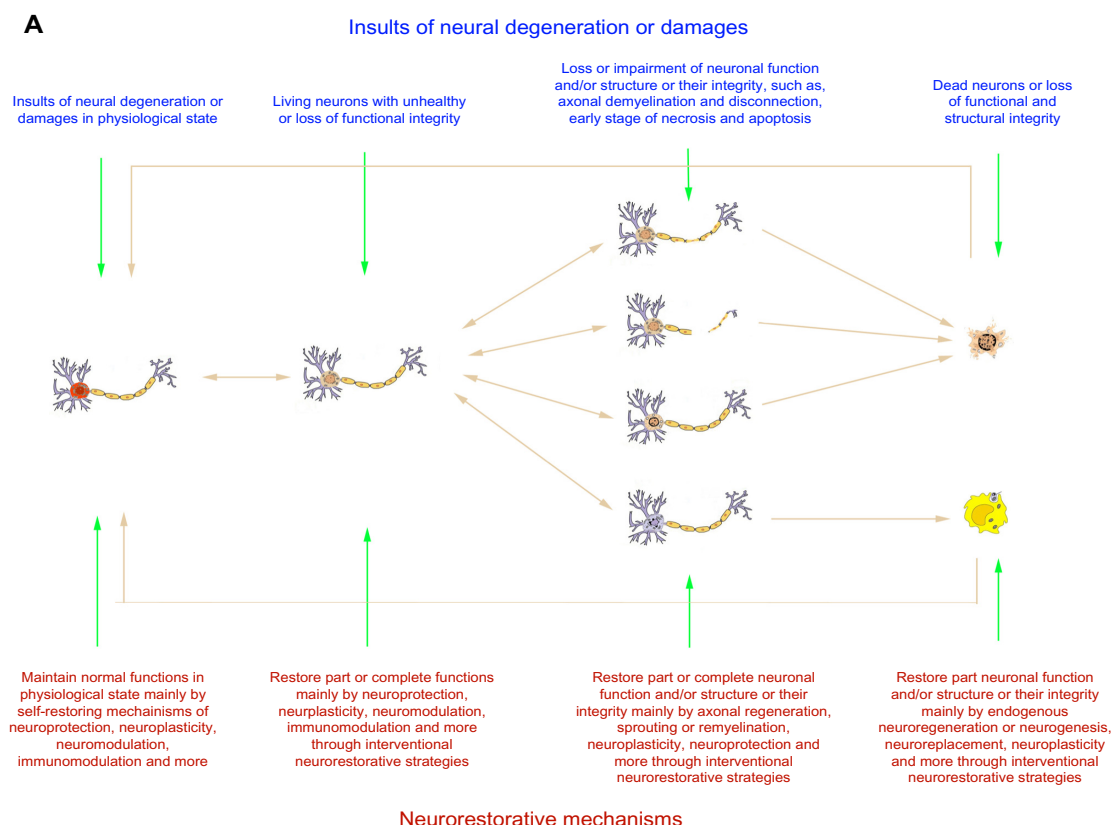 A
Insults of neural degeneration or damages
Insults of neural degeneration or
damages in physiological state
Living neurons with unhealthy
or loss of functional integrity
Loss or impairment of neuronal function
and/or structure or their integrity, such as,
axonal demyelination and disconnection,
early stage of necrosis and apoptosis
Dead neurons or loss
of functional and
structural integrity
Maintain normal functions in
physiological state mainly by
self-restoring mechainisms of
neuroprotection, neuroplasticity,
neuromodulation,
immunomodulation and more
Restore part or complete functions
mainly by neuroprotection,
neurplasticity, neuromodulation,
immunomodulation and more
through interventional
neurorestorative strategies
Restore part or complete neuronal
function and/or structure or their
integrity mainly by axonal regeneration,
sprouting or remyelination,
neuroplasticity, neuroprotection and
more through interventional
neurorestorative strategies
Restore part neuronal function
and/or structure or their integrity
mainly by endogenous
neuroregeneration or neurogenesis,
neuroreplacement, neuroplasticity
and more through interventional
neurorestorative strategies
Neurorestorative mechanisms